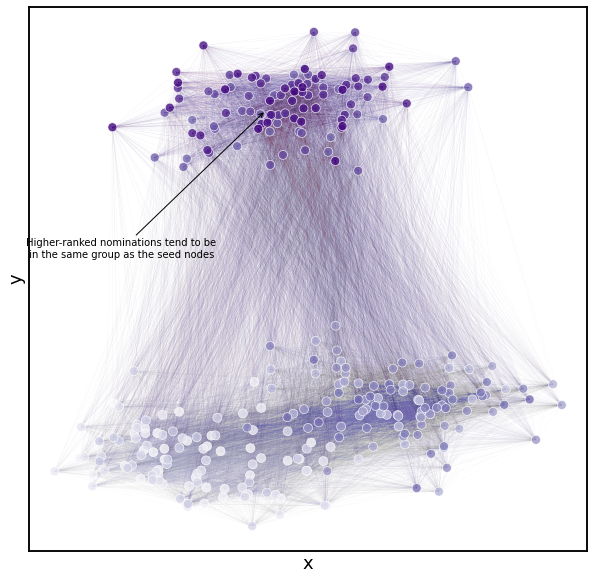 Higher-ranked nominations tend to be
in the same group as the seed nodes
y
x